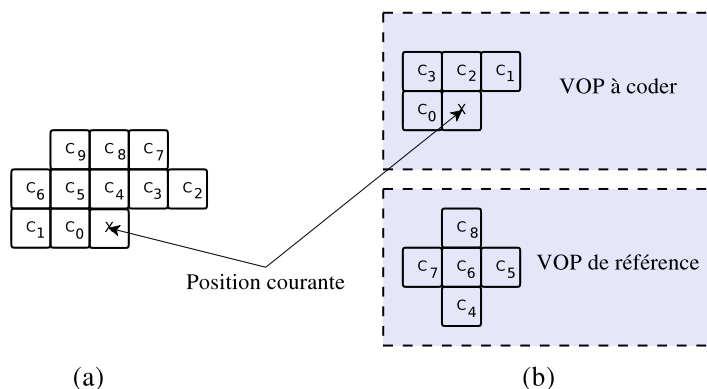 C9 C8 C7
C6 C5 C4 C3 C2
C1 C0 X
Position courante
(a)
C3 C2 C1
C0 X
VOP à coder
C8
C7 C6 C5
C4
VOP de référence
(b)